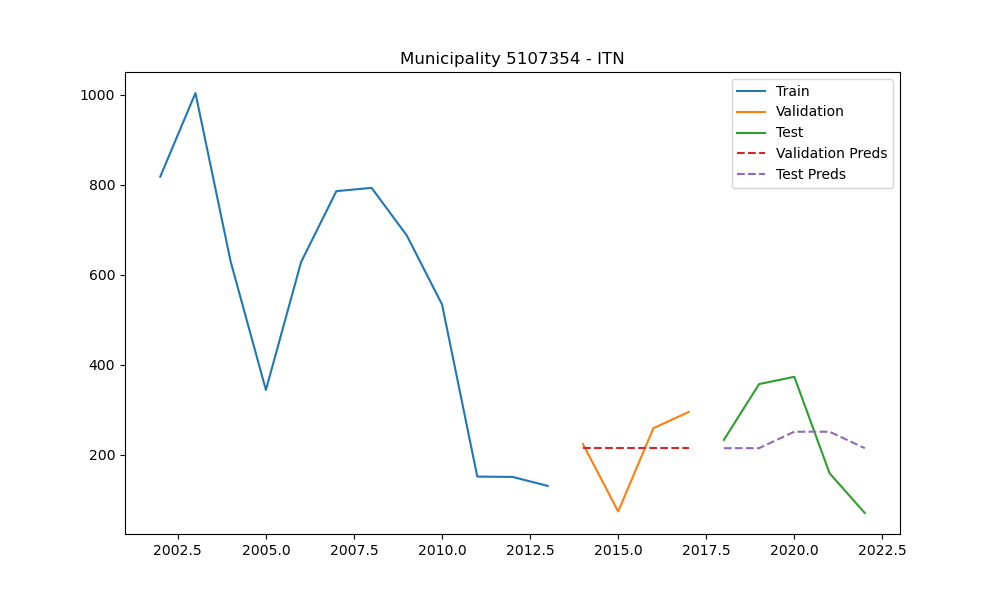 Municipality 5107354 - ITN
Train
Validation
Test
Validation Preds
Test Preds
1000
800
600
400
200
2002.5 2005.0 2007.5 2010.0 2012.5 2015.0 2017.5 2020.0 2022.5